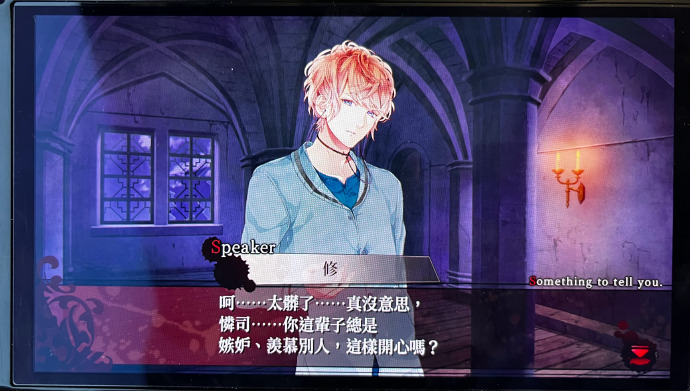 Speaker
修
Something to tell you.
呵……太髒了……真沒意思，
憐司……你這輩子總是
嫉妒、羨慕別人，這樣開心嗎？